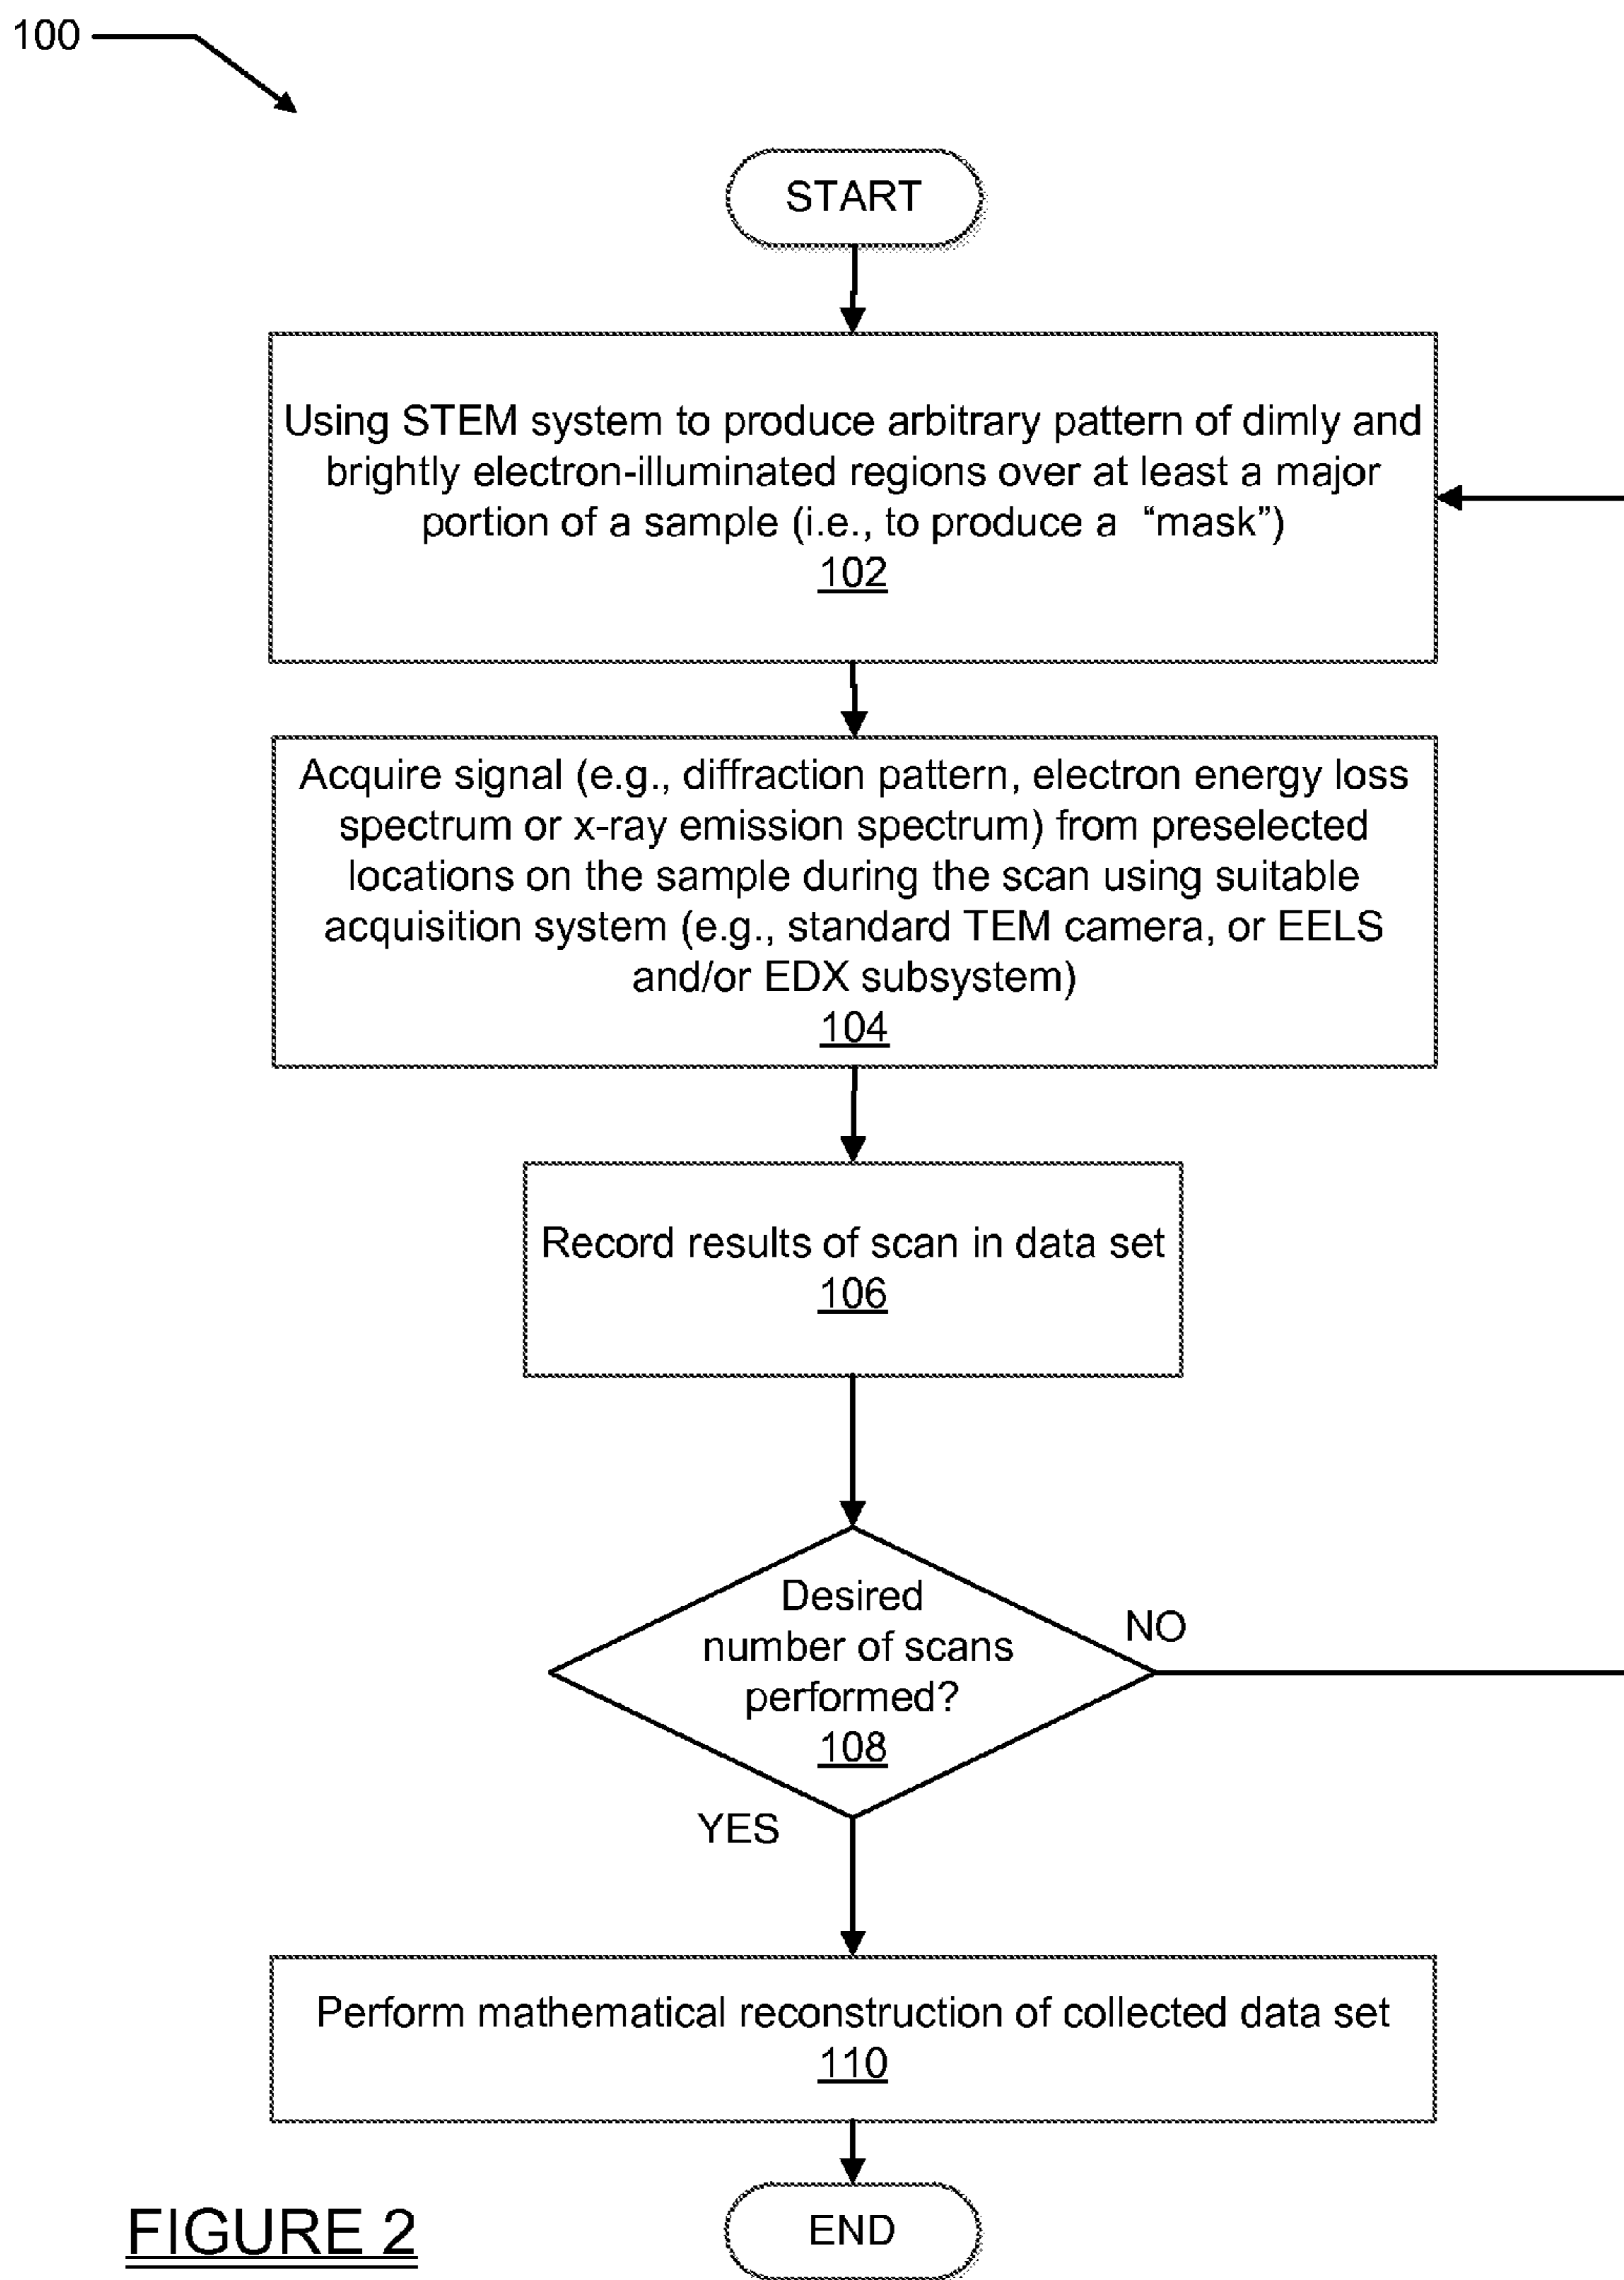 100
START
Using STEM system to produce arbitrary pattern of dimly and
brightly electron-illuminated regions over at least a major
portion of a sample (i.e., to produce a “mask”)
102
Acquire signal (e.g., diffraction pattern, electron energy loss
spectrum or x-ray emission spectrum) from preselected
locations on the sample during the scan using suitable
acquisition system (e.g., standard TEM camera, or EELS
and/or EDX subsystem)
104
Record results of scan in data set
106
Desired
number of scans
performed?
108
NO
YES
Perform mathematical reconstruction of collected data set
110
END
FIGURE 2